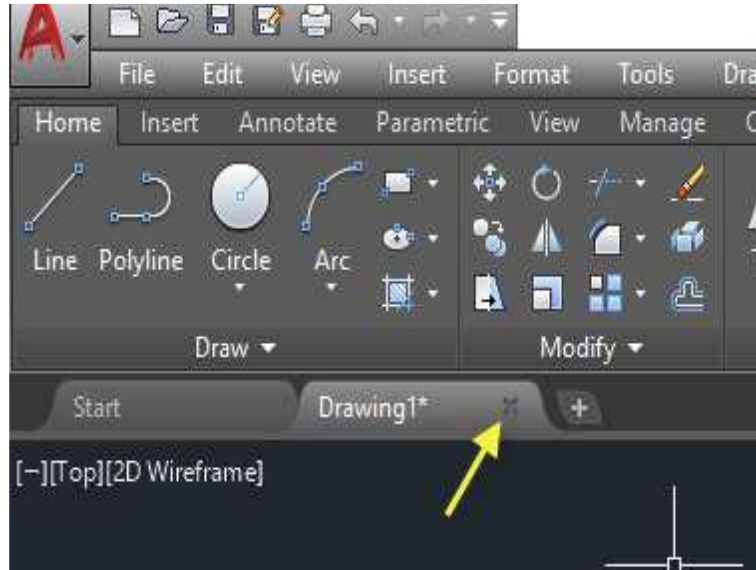 A
File Edit View Insert Format Tools Dra
Home Insert Annotate Parametric View Manage
Line Polyline Circle Arc
Draw Modify
Start Drawing1*
[−][Top][2D Wireframe]